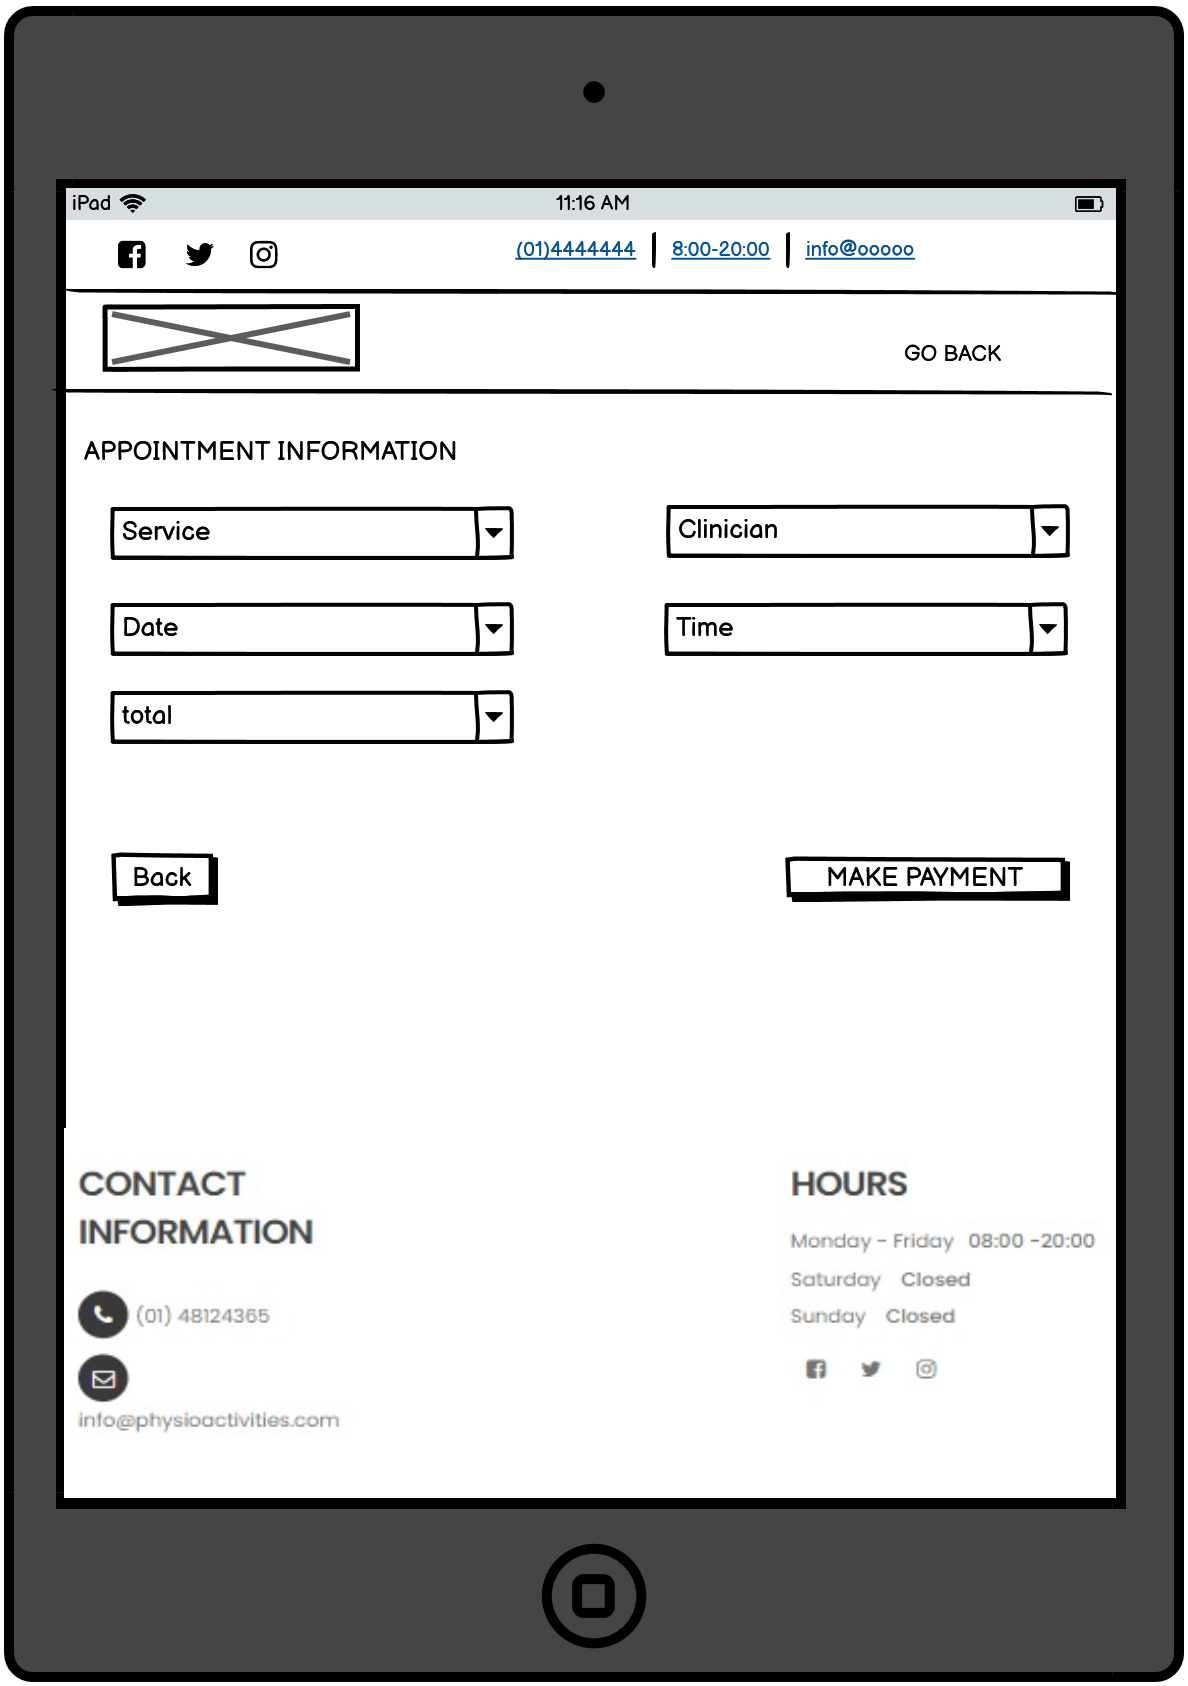 iPad 11:16 AM
(01)4444444 8:00-20:00 info@ooooo
GO BACK
APPOINTMENT INFORMATION
Service Clinician
Date Time
total
Back MAKE PAYMENT
CONTACT
INFORMATION
(01) 48124365
info@physioactivities.com
HOURS
Monday - Friday 08:00 -20:00
Saturday Closed
Sunday Closed